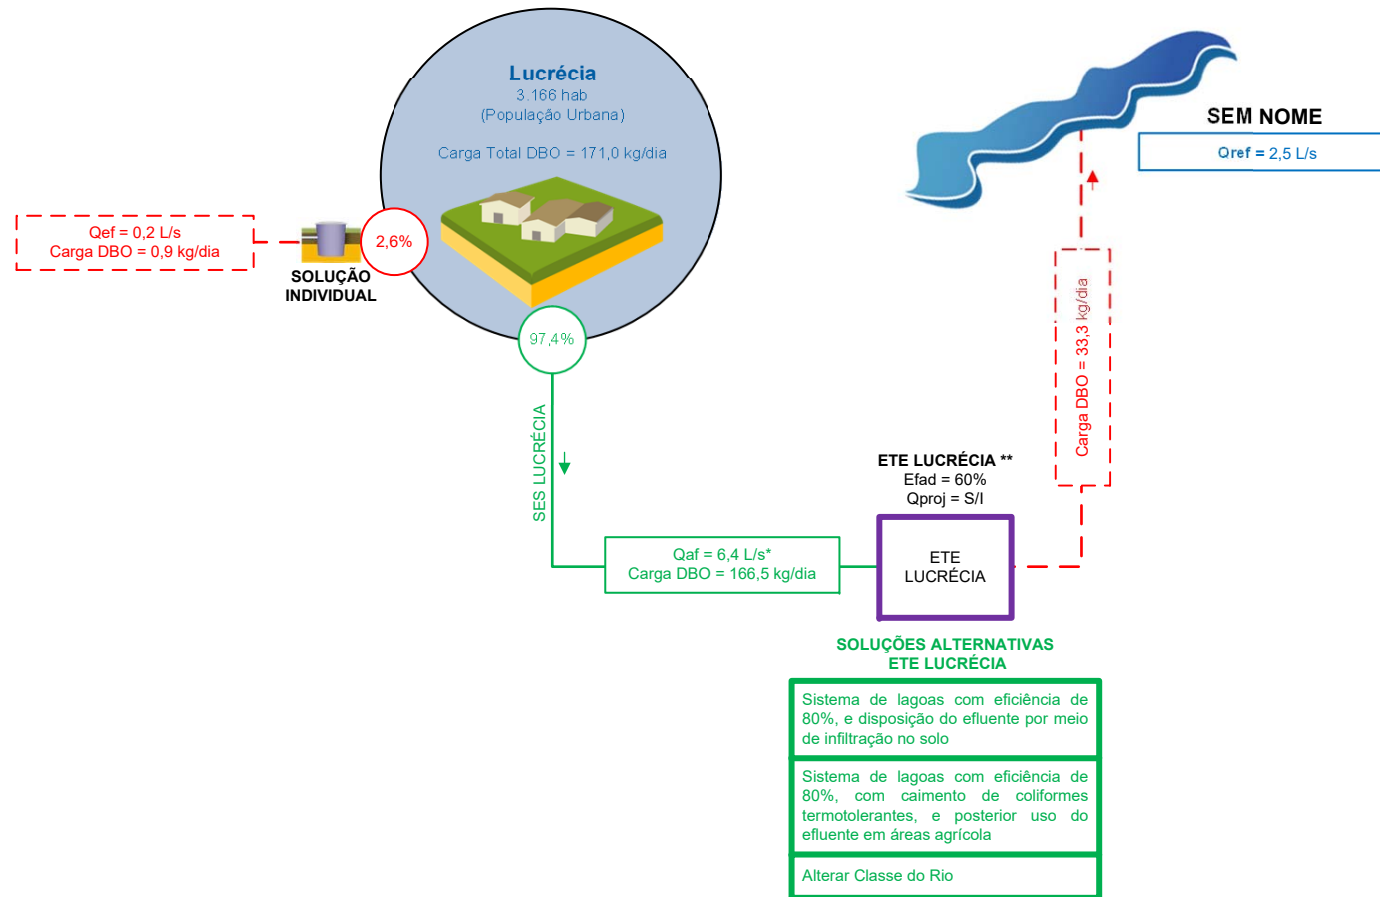 Lucrécia
3.166 hab
(População Urbana)
Carga Total DBO = 171,0 kg/dia
SEM NOME
Qref = 2,5 L/s
Qef = 0,2 L/s
Carga DBO = 0,9 kg/dia
SOLUÇÃO
INDIVIDUAL
2,6%
97,4%
SES LUCRÉCIA
Qaf = 6,4 L/s*
Carga DBO = 166,5 kg/dia
ETE LUCRÉCIA **
Efad = 60%
Qproj = S/I
ETE
LUCRÉCIA
Carga DBO = 33,3 kg/dia
SOLUÇÕES ALTERNATIVAS
ETE LUCRÉCIA
Sistema de lagoas com eficiência de
80%, e disposição do efluente por meio
de infiltração no solo
Sistema de lagoas com eficiência de
80%, com caimento de coliformes
termotolerantes, e posterior uso do
efluente em áreas agrícola
Alterar Classe do Rio